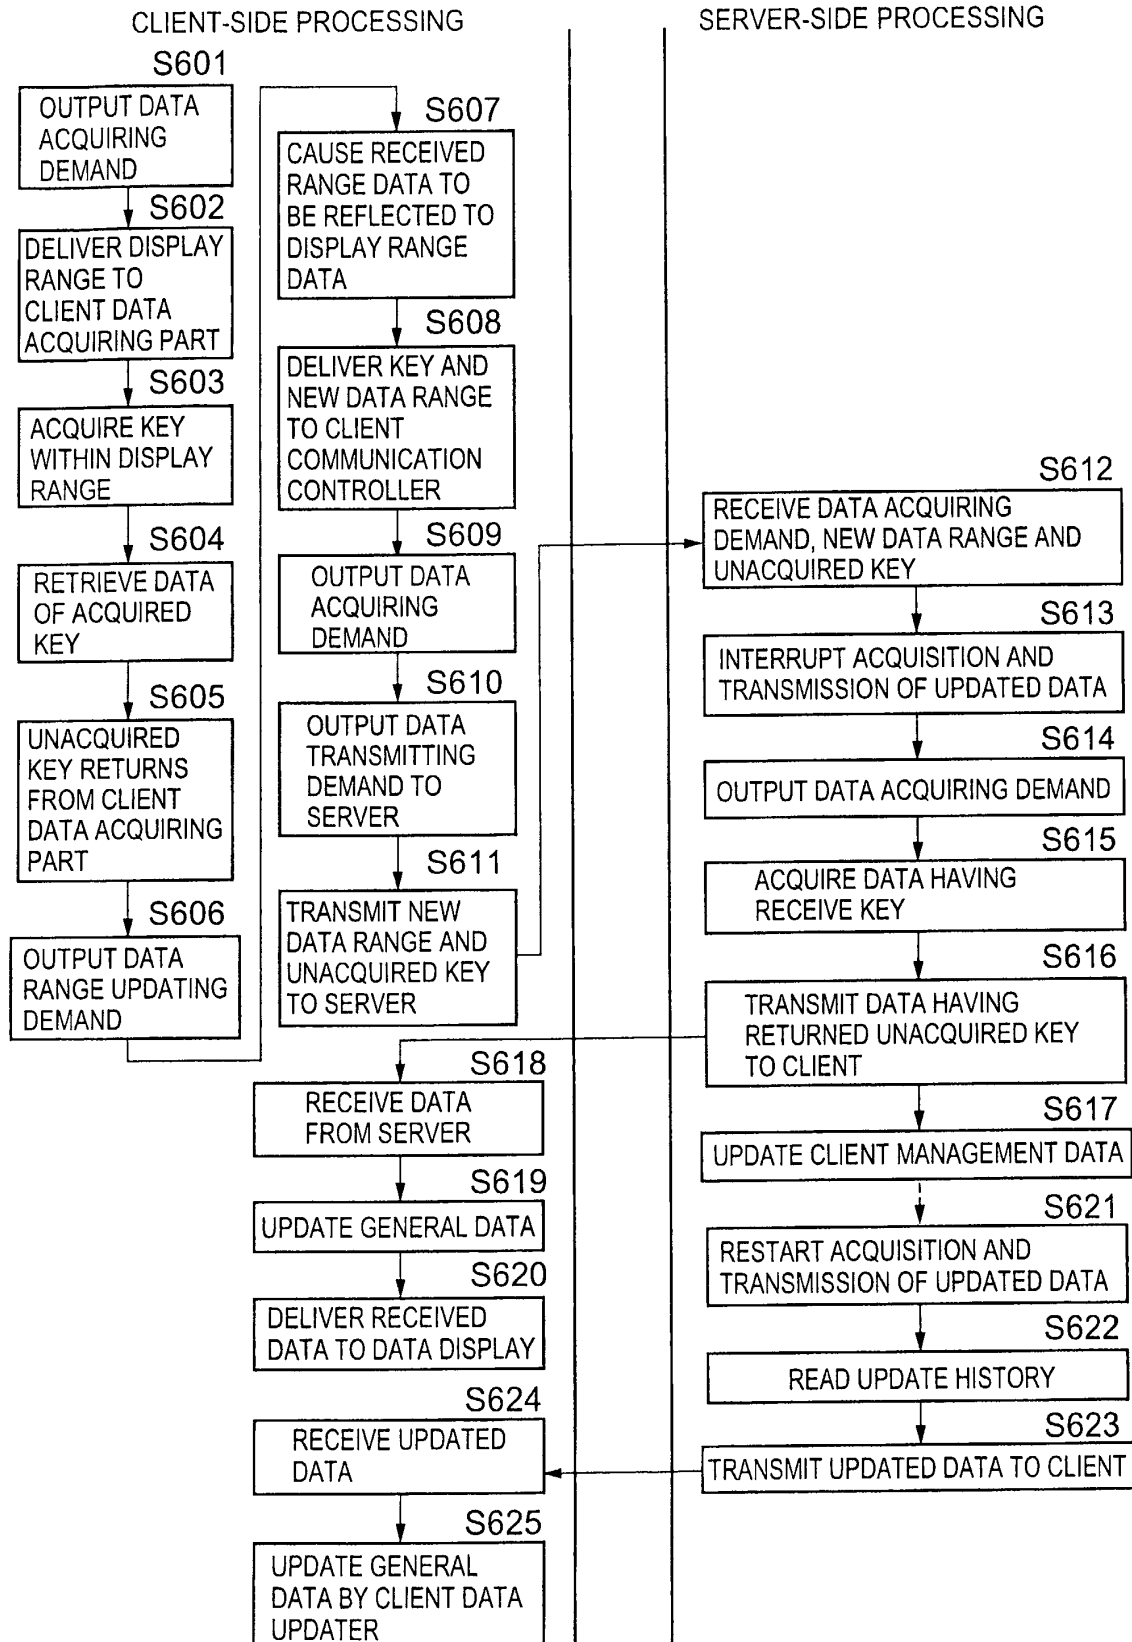 CLIENT-SIDE PROCESSING
SERVER-SIDE PROCESSING
S601
OUTPUT DATA
ACQUIRING
DEMAND
S602
DELIVER DISPLAY
RANGE TO
CLIENT DATA
ACQUIRING PART
S603
ACQUIRE KEY
WITHIN DISPLAY
RANGE
S604
RETRIEVE DATA
OF ACQUIRED
KEY
S605
UNACQUIRED
KEY RETURNS
FROM CLIENT
DATA ACQUIRING
PART
S606
OUTPUT DATA
RANGE UPDATING
DEMAND
S607
CAUSE RECEIVED
RANGE DATA TO
BE REFLECTED TO
DISPLAY RANGE
DATA
S608
DELIVER KEY AND
NEW DATA RANGE
TO CLIENT
COMMUNICATION
CONTROLLER
S609
OUTPUT DATA
ACQUIRING
DEMAND
S610
OUTPUT DATA
TRANSMITTING
DEMAND TO
SERVER
S611
TRANSMIT NEW
DATA RANGE AND
UNACQUIRED KEY
TO SERVER
S612
RECEIVE DATA ACQUIRING
DEMAND, NEW DATA RANGE AND
UNACQUIRED KEY
S613
INTERRUPT ACQUISITION AND
TRANSMISSION OF UPDATED DATA
S614
OUTPUT DATA ACQUIRING DEMAND
S615
ACQUIRE DATA HAVING
RECEIVE KEY
S616
TRANSMIT DATA HAVING
RETURNED UNACQUIRED KEY
TO CLIENT
S617
UPDATE CLIENT MANAGEMENT DATA
S618
RECEIVE DATA
FROM SERVER
S619
UPDATE GENERAL DATA
S620
DELIVER RECEIVED
DATA TO DATA DISPLAY
S621
RESTART ACQUISITION AND
TRANSMISSION OF UPDATED DATA
S622
READ UPDATE HISTORY
S623
TRANSMIT UPDATED DATA TO CLIENT
S624
RECEIVE UPDATED
DATA
S625
UPDATE GENERAL
DATA BY CLIENT DATA
UPDATER